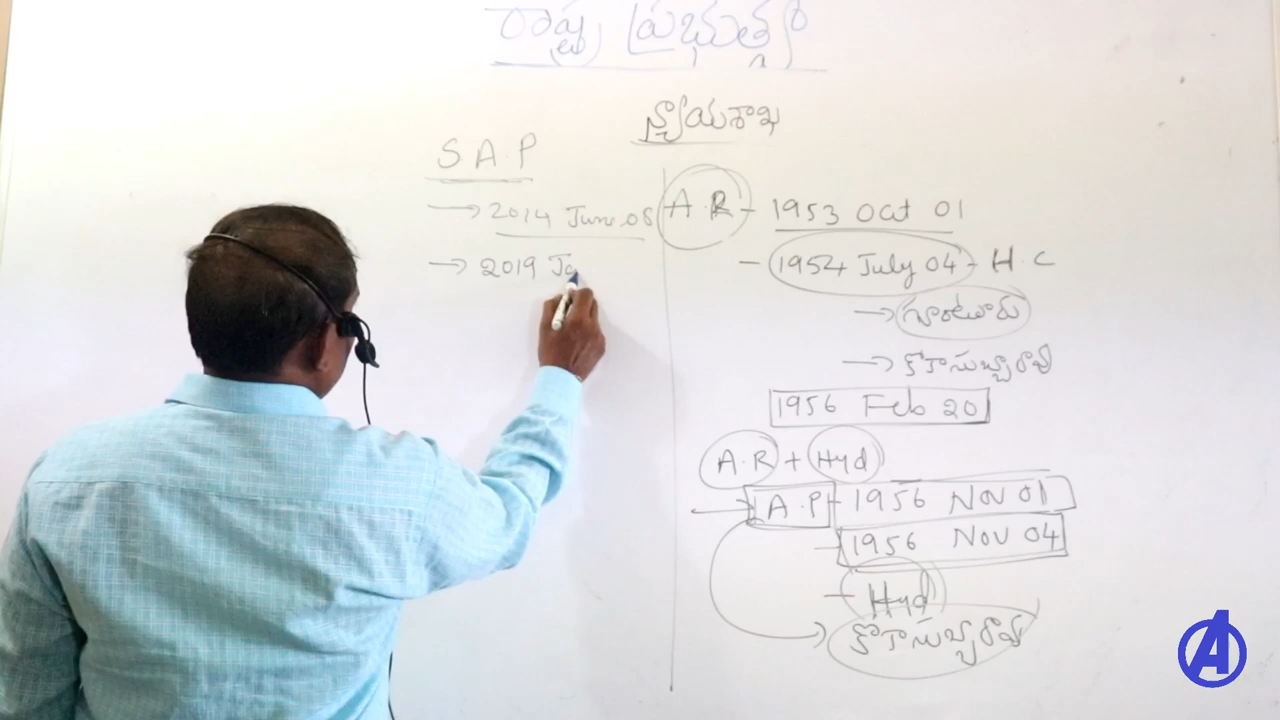 రాష్ట్ర ప్రభుత్వం
న్యాయశాఖ
S A.P
→ 2014 June 08
→ 2019 Ja
A.R - 1953 Oct 01
- 1954 July 04 - H.C
→ గుంటూరు
→ కోకాసుబ్బారావు
1956 Feb 20
A.R + Hyd
→ A.P - 1956 Nov 01
- 1956 Nov 04
- Hyd
కోకాసుబ్బారావు
A